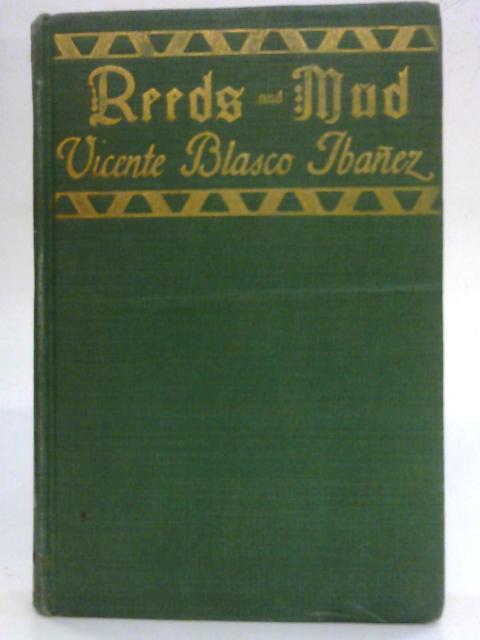 Reeds and Mud
Vicente Blasco Ibañez